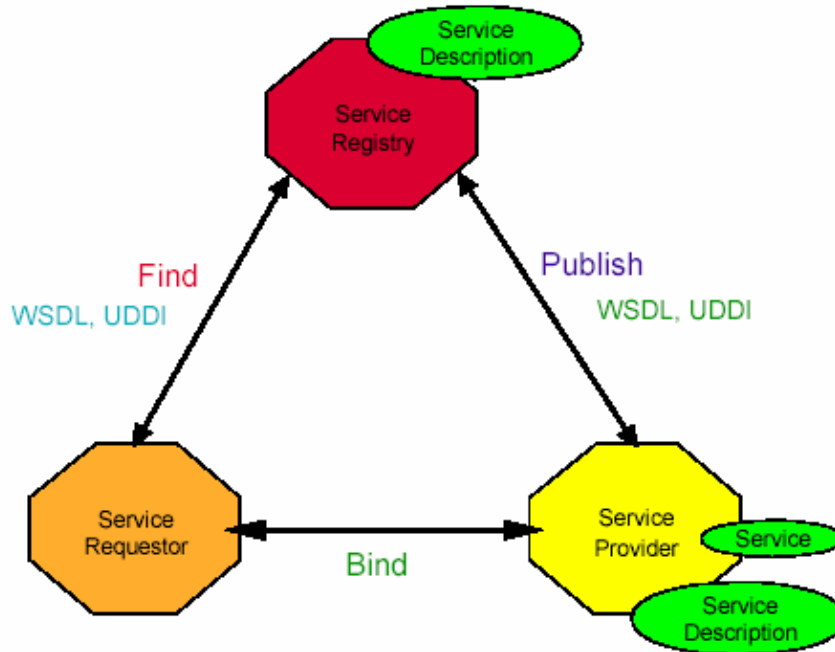 Service
Description
Service
Registry
Find
WSDL, UDDI
Publish
WSDL, UDDI
Service
Requestor
Bind
Service
Provider
Service
Service
Description